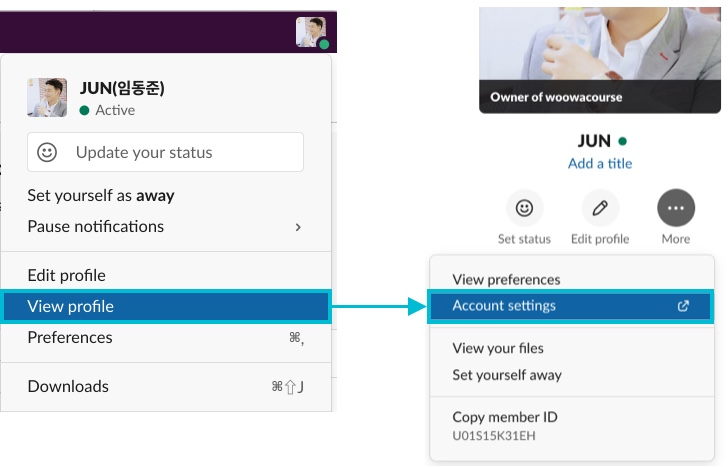 JUN(임동준)
Active
Update your status
Set yourself as away
Pause notifications
Edit profile
View profile
Preferences ⌘,
Downloads ⌘⇧J
Owner of woowacourse
JUN
Add a title
Set status Edit profile More
View preferences
Account settings
View your files
Set yourself away
Copy member ID
U01S15K31EH